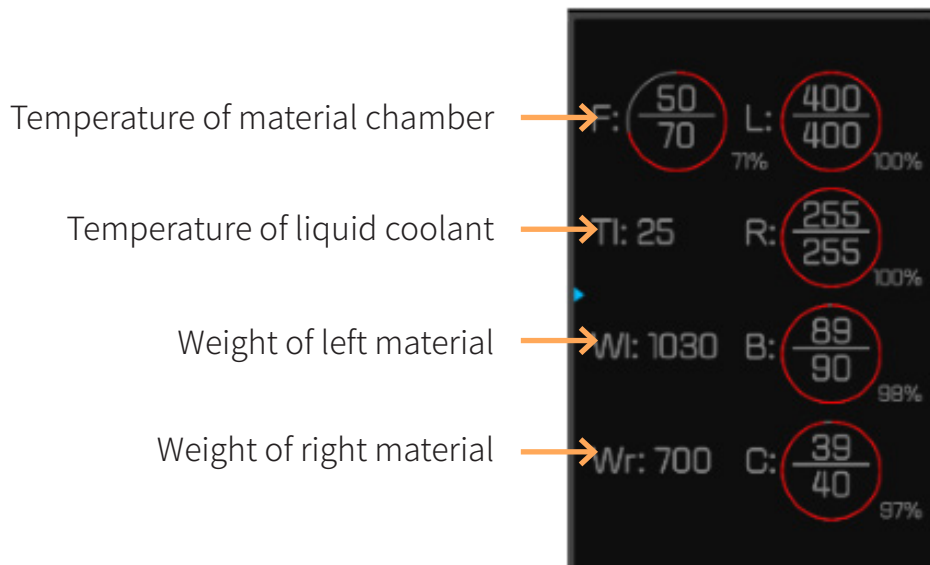 Temperature of material chamber
F: 50/70 71% L: 400/400 100%
Temperature of liquid coolant
Tl: 25 R: 255/255 100%
Weight of left material
Wl: 1030 B: 89/90 98%
Weight of right material
Wr: 700 C: 39/40 97%